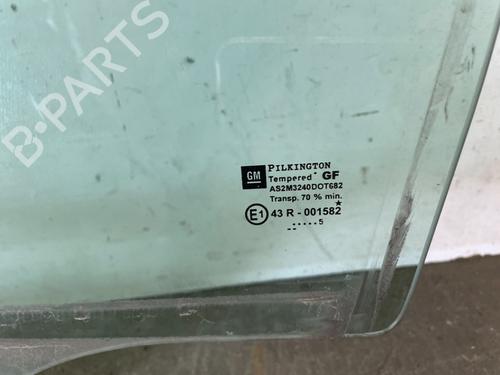 B-PARTS
GM PILKINGTON
Tempered GF
AS2M3240DOT682
Transp. 70 % min.
E1 43 R - 001582
..·····5